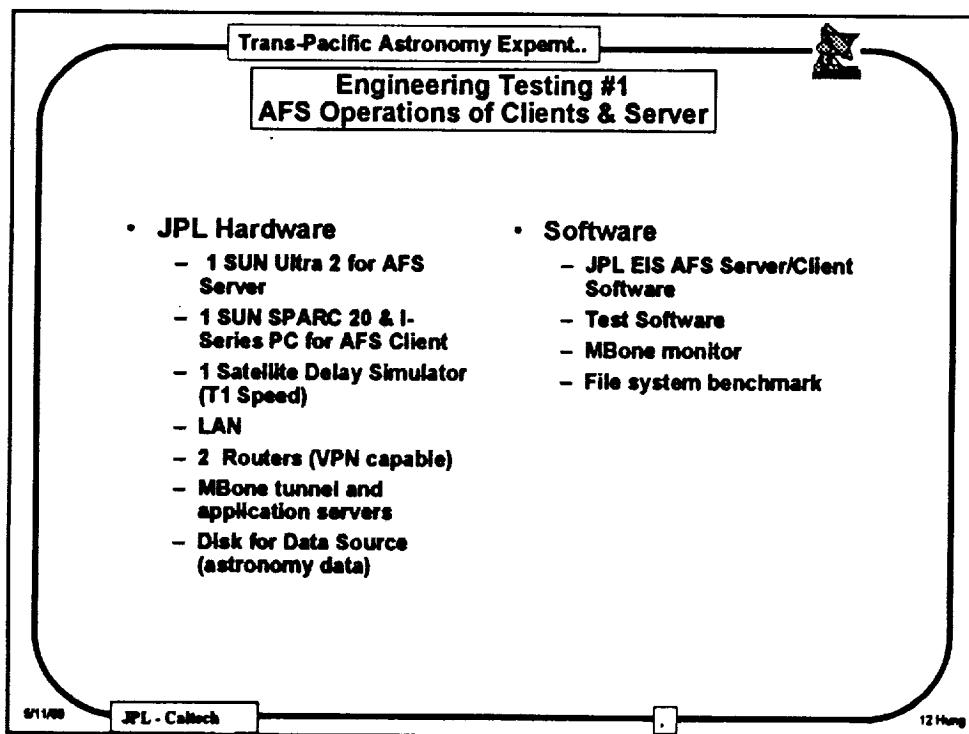 Trans-Pacific Astronomy Expemt..
Engineering Testing #1
AFS Operations of Clients & Server
• JPL Hardware
– 1 SUN Ultra 2 for AFS
Server
– 1 SUN SPARC 20 & I-
Series PC for AFS Client
– 1 Satellite Delay Simulator
(T1 Speed)
– LAN
– 2 Routers (VPN capable)
– MBone tunnel and
application servers
– Disk for Data Source
(astronomy data)
• Software
– JPL EIS AFS Server/Client
Software
– Test Software
– MBone monitor
– File system benchmark
JPL - Caltech
12 Hung